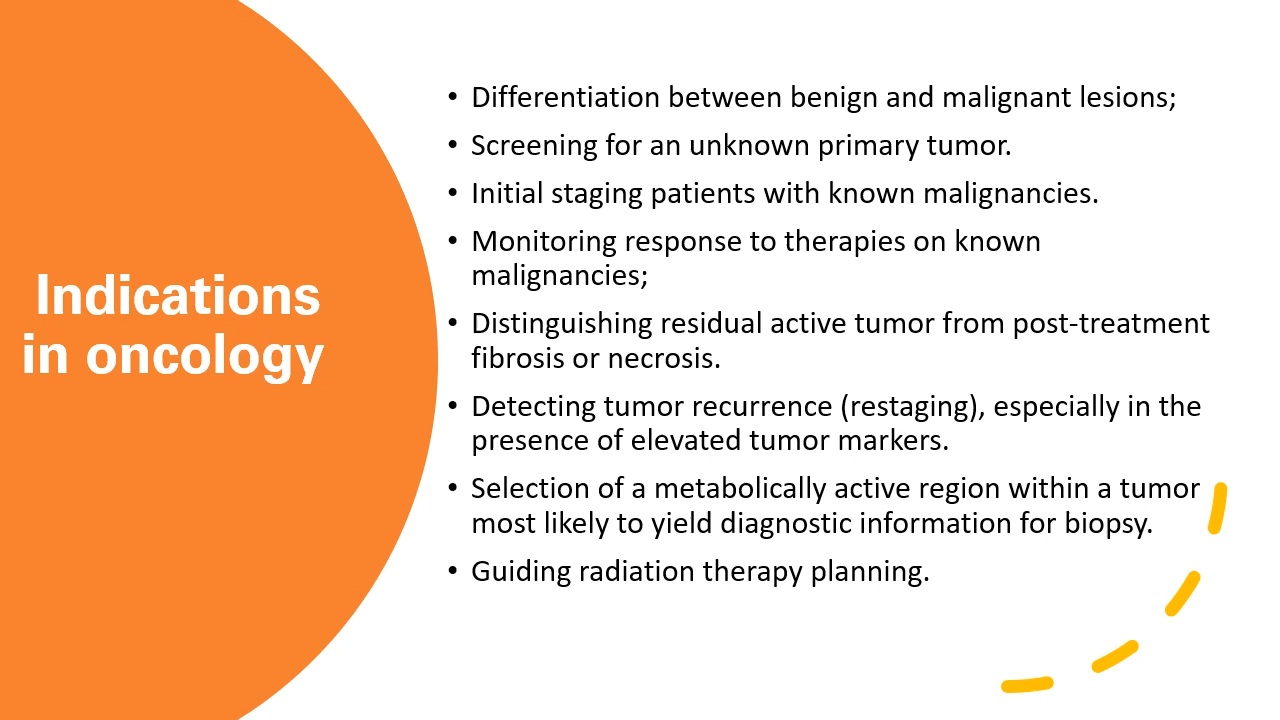 Indications
in oncology
• Differentiation between benign and malignant lesions;
• Screening for an unknown primary tumor.
• Initial staging patients with known malignancies.
• Monitoring response to therapies on known
malignancies;
• Distinguishing residual active tumor from post-treatment
fibrosis or necrosis.
• Detecting tumor recurrence (restaging), especially in the
presence of elevated tumor markers.
• Selection of a metabolically active region within a tumor
most likely to yield diagnostic information for biopsy.
• Guiding radiation therapy planning.